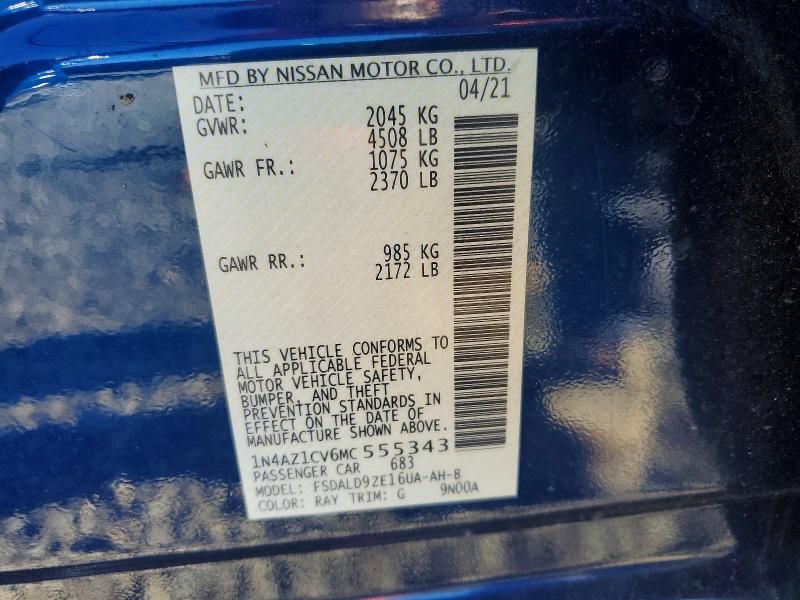 MFD BY NISSAN MOTOR CO., LTD.
DATE: 04/21
GVWR: 2045 KG
4508 LB
GAWR FR.: 1075 KG
2370 LB
GAWR RR.: 985 KG
2172 LB
THIS VEHICLE CONFORMS TO
ALL APPLICABLE FEDERAL
MOTOR VEHICLE SAFETY,
BUMPER, AND THEFT
PREVENTION STANDARDS IN
EFFECT ON THE DATE OF
MANUFACTURE SHOWN ABOVE.
1N4AZ1CV6MC 555343
PASSENGER CAR 683
MODEL: FSDALD9ZE16UA-AH-B
COLOR: RAY TRIM: G 9N00A